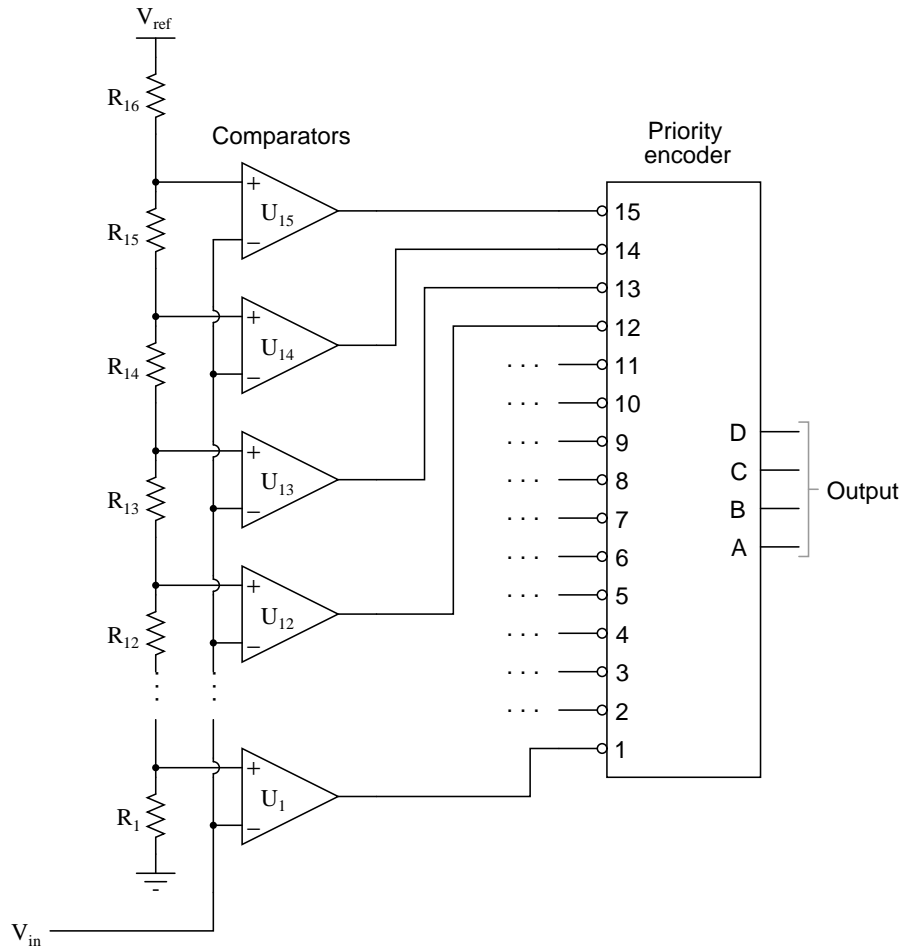 V_ref
R_16
Comparators
Priority
encoder
+
U_15
−
15
R_15
14
13
+
U_14
−
12
R_14
. . . 11
. . . 10
+
U_13
−
. . . 9
D
R_13
. . . 8
C
Output
. . . 7
B
. . . 6
A
+
U_12
−
. . . 5
R_12
. . . 4
. . . 3
. . .
. . .
. . . 2
1
+
U_1
−
R_1
V_in